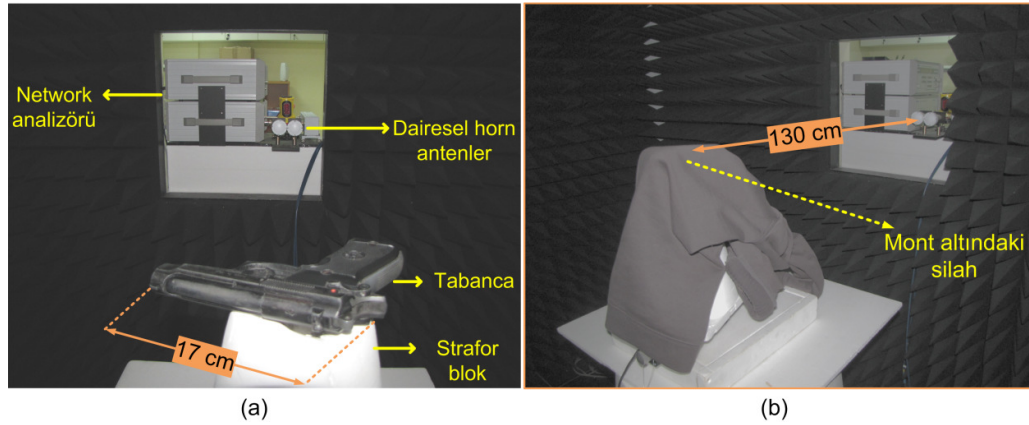 Network
analizörü
Dairesel horn
antenler
Tabanca
Strafor
blok
17 cm
(a)
130 cm
Mont altındaki
silah
(b)